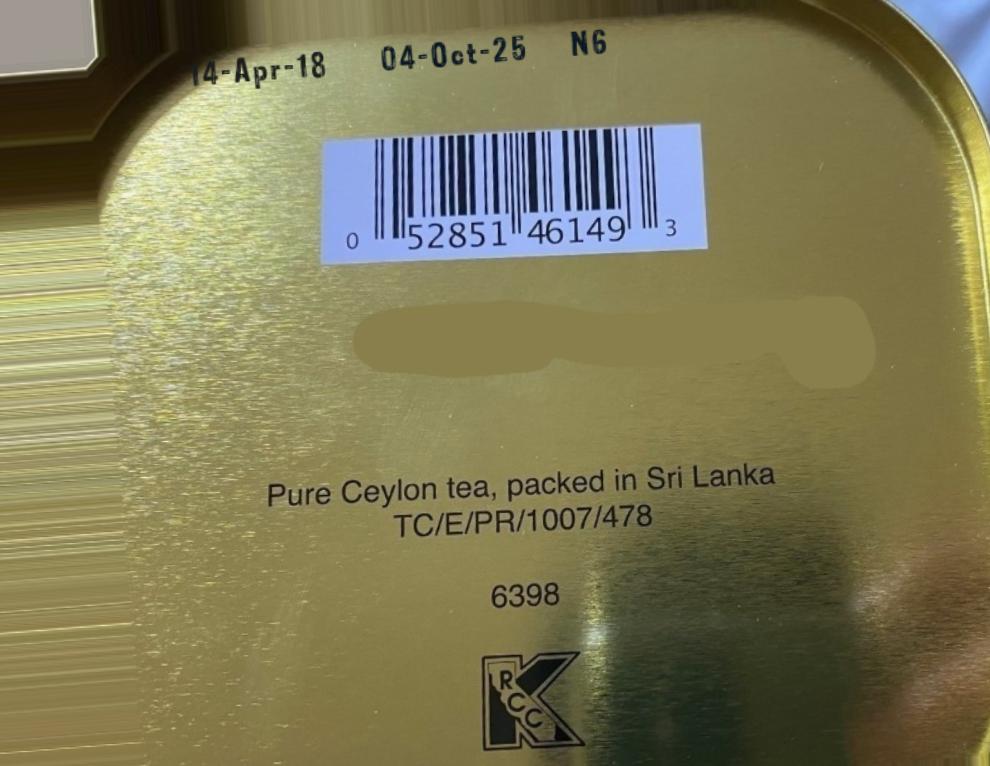 14-Apr-18 04-Oct-25 N6
0 52851 46149 3
Pure Ceylon tea, packed in Sri Lanka
TC/E/PR/1007/478
6398
K
RCC